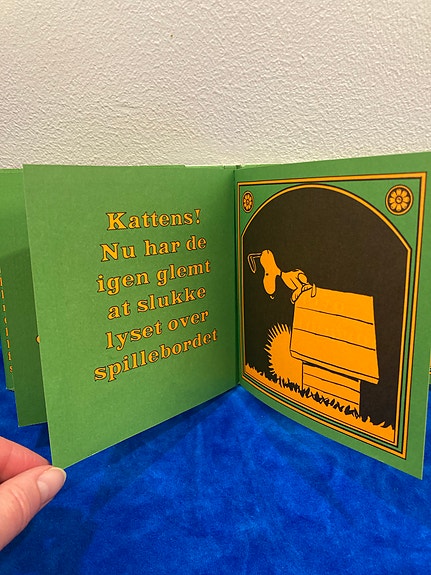 Kattens!
Nu har de
igen glemt
at slukke
lyset over
spillebordet